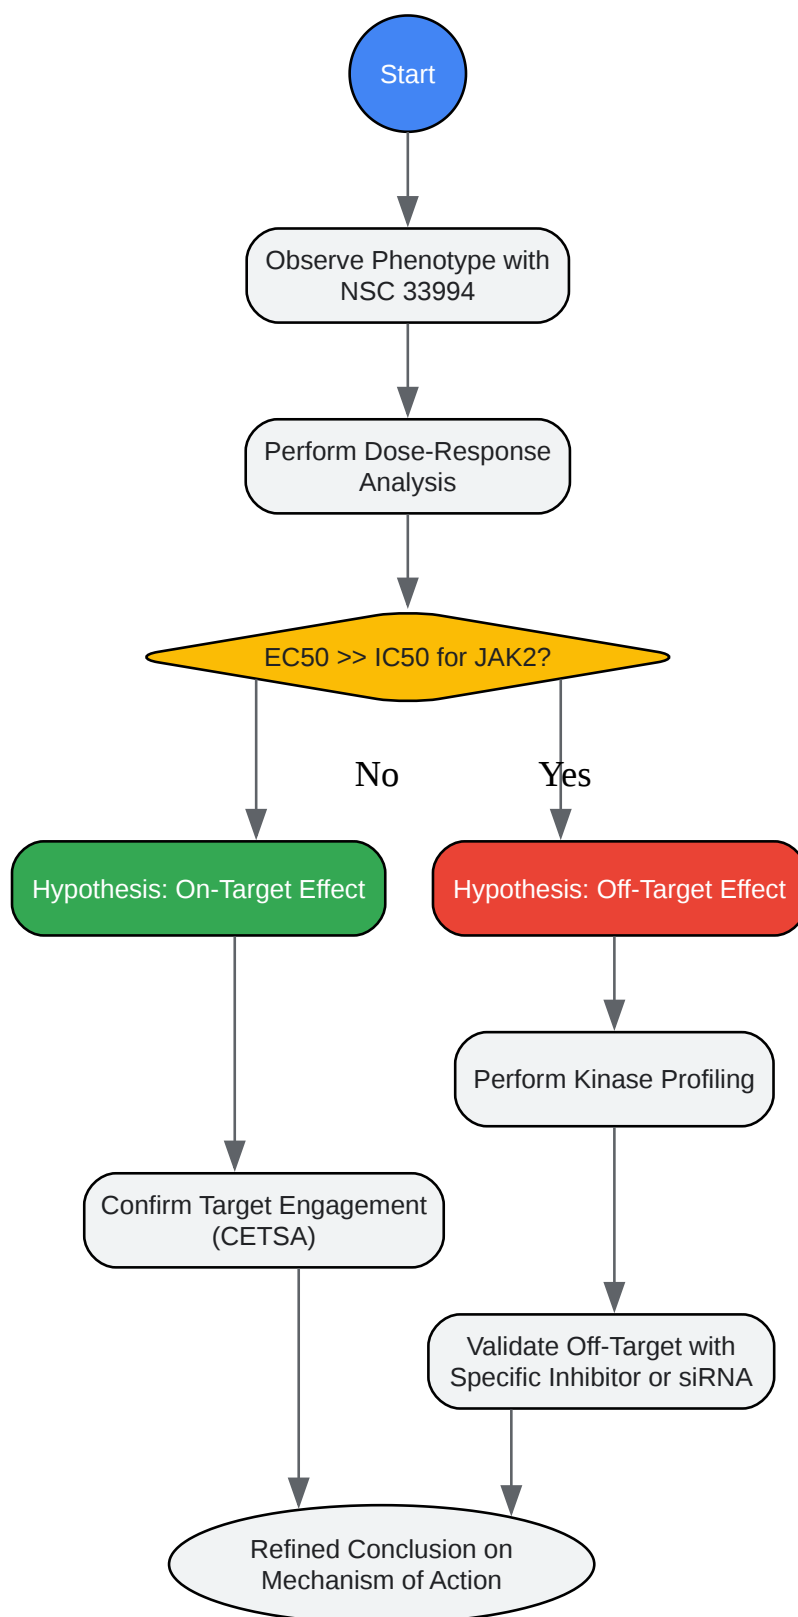 Start
Observe Phenotype with
NSC 33994
Perform Dose-Response
Analysis
EC50 >> IC50 for JAK2?
No
Yes
Hypothesis: On-Target Effect
Hypothesis: Off-Target Effect
Perform Kinase Profiling
Confirm Target Engagement
(CETSA)
Validate Off-Target with
Specific Inhibitor or siRNA
Refined Conclusion on
Mechanism of Action